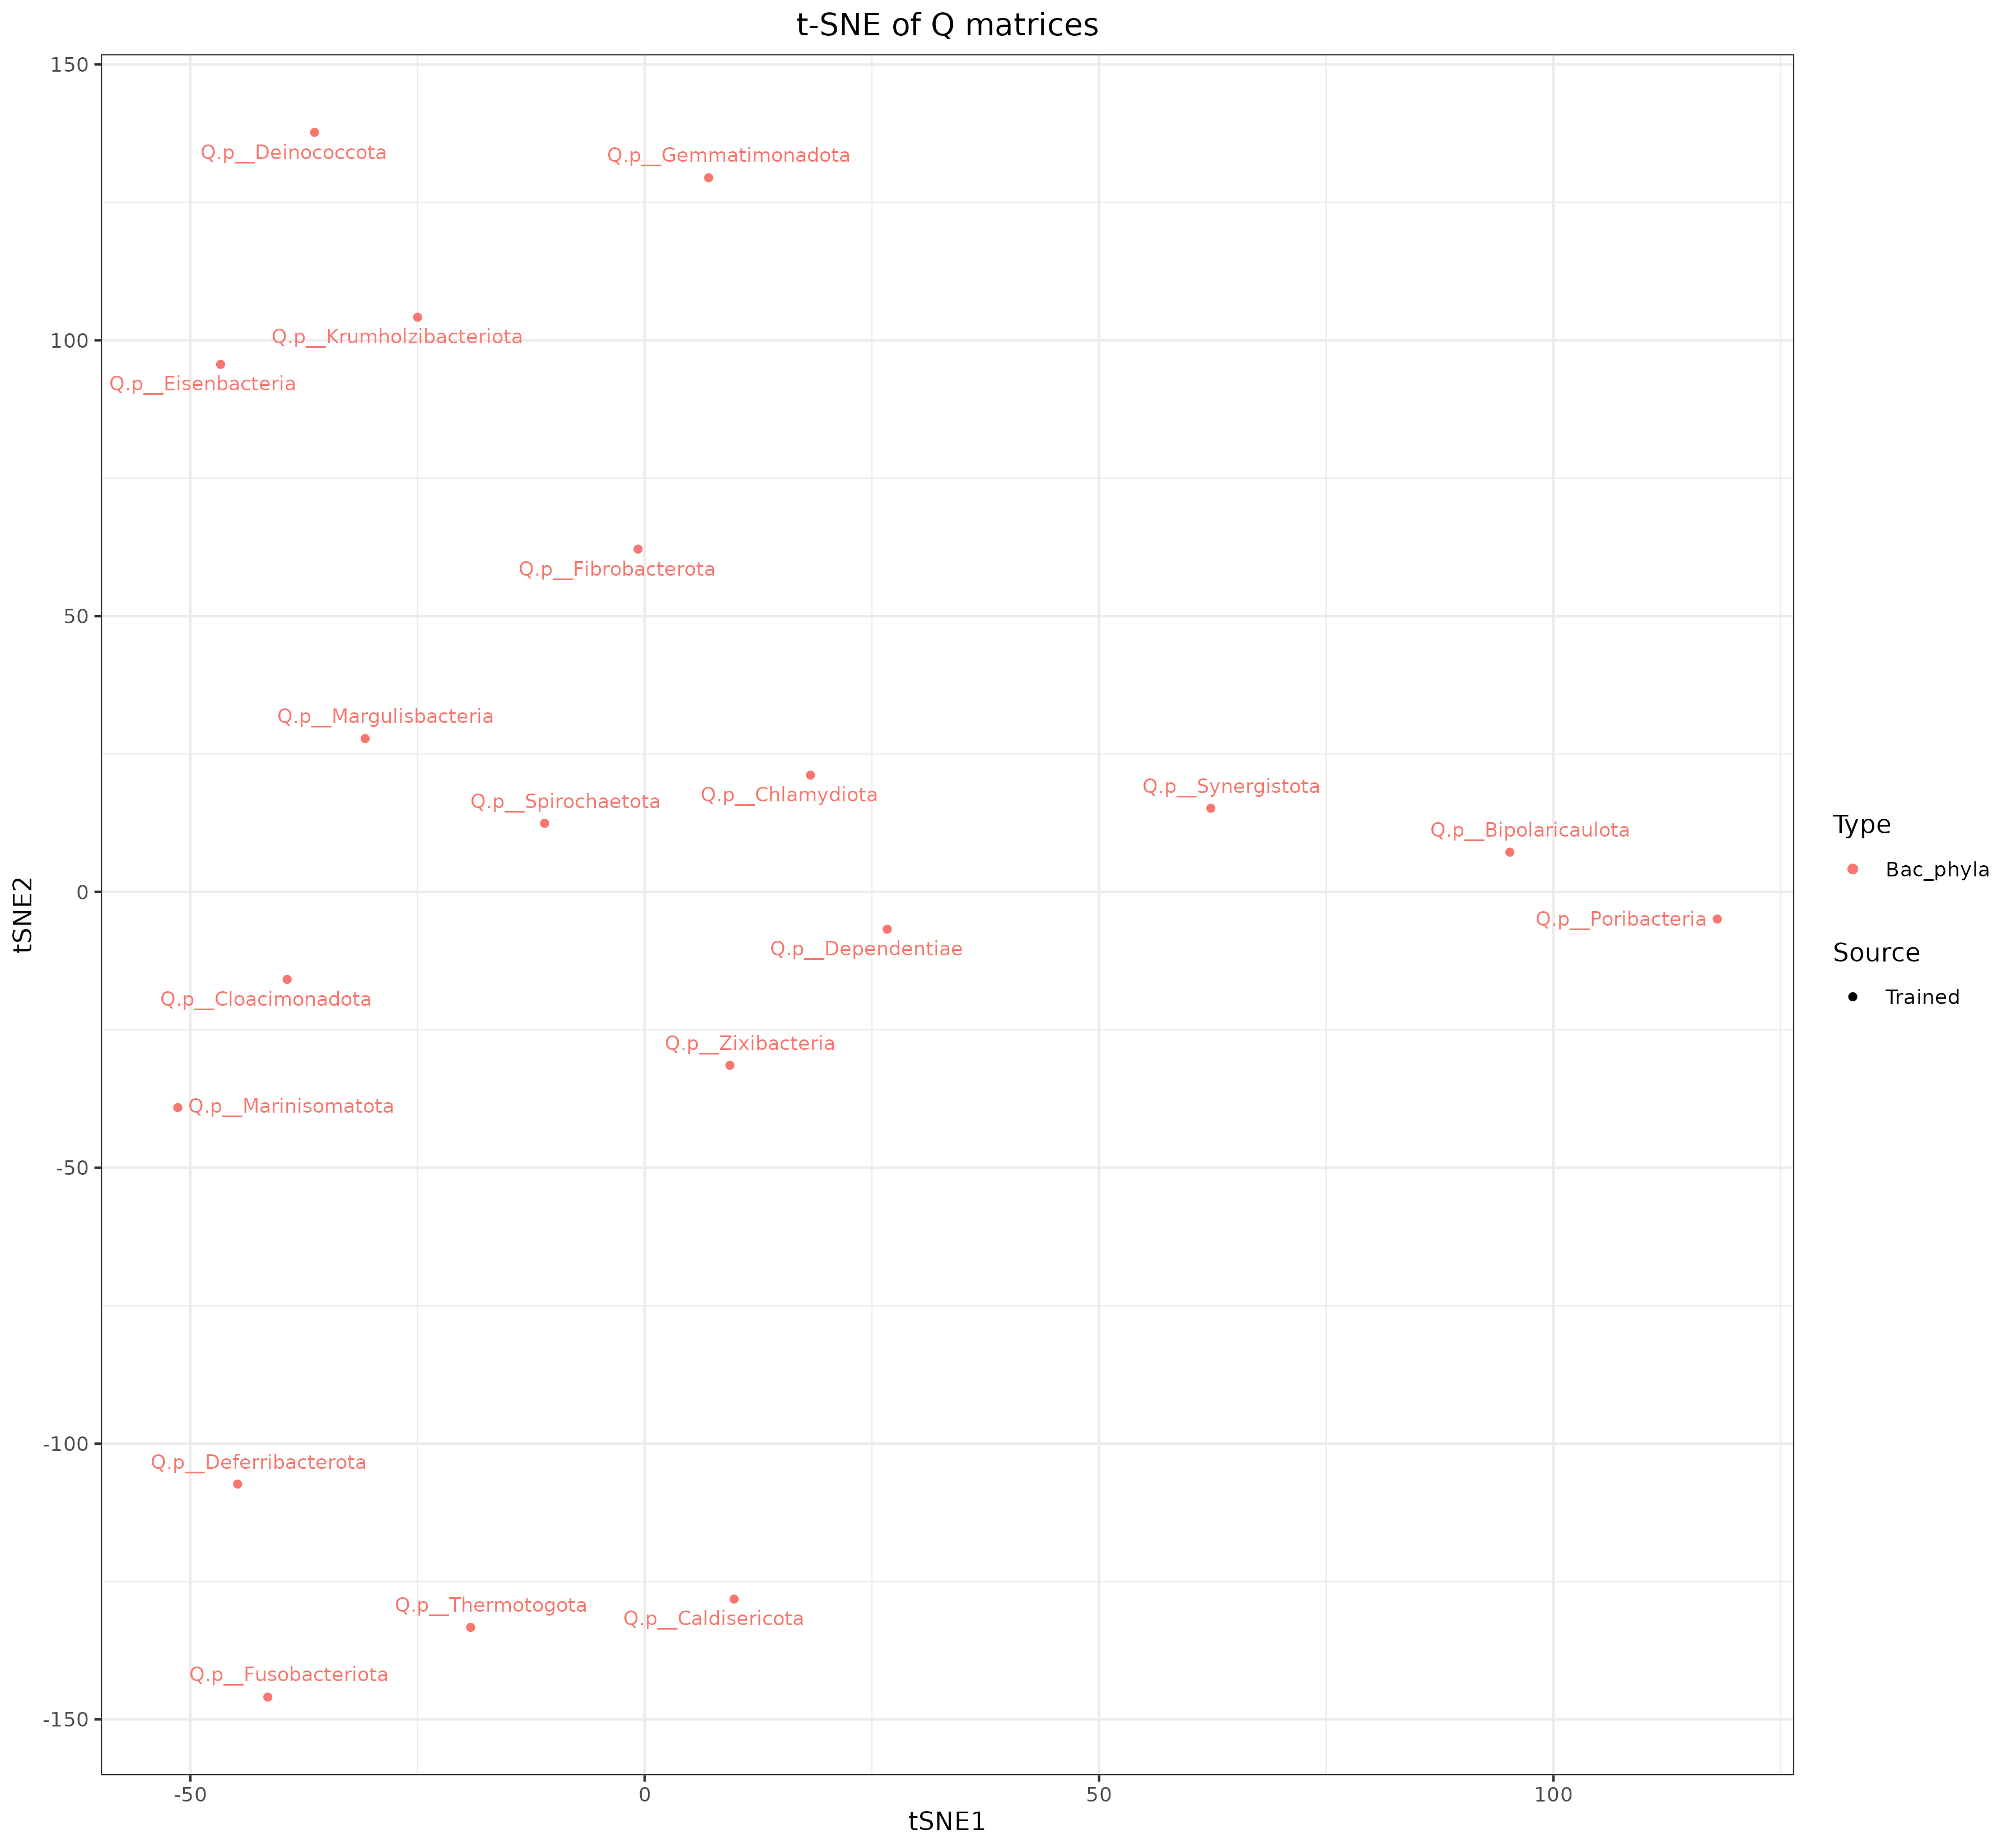 t-SNE of Q matrices
150
Q.p__Deinococcota
Q.p__Gemmatimonadota
Q.p__Krumholzibacteriota
100
Q.p__Eisenbacteria
Q.p__Fibrobacterota
50
Q.p__Margulisbacteria
Q.p__Synergistota
Q.p__Chlamydiota
Q.p__Spirochaetota
Q.p__Bipolaricaulota
Type
Bac_phyla
0
tSNE2
Q.p__Poribacteria
Q.p__Dependentiae
Source
Trained
Q.p__Cloacimonadota
Q.p__Zixibacteria
Q.p__Marinisomatota
-50
-100
Q.p__Deferribacterota
Q.p__Thermotogota
Q.p__Caldisericota
Q.p__Fusobacteriota
-150
-50
0
50
100
tSNE1